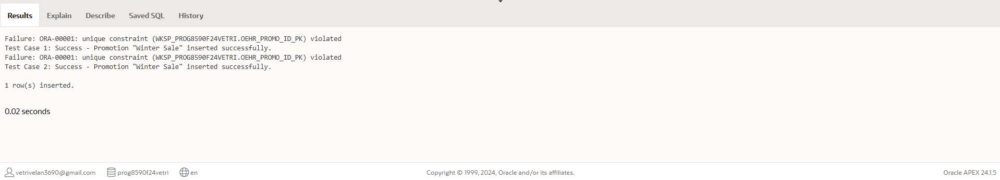 Results Explain Describe Saved SQL History
Failure: ORA-00001: unique constraint (WKSP_PROG8590F24VETRI.OEHR_PROMO_ID_PK) violated
Test Case 1: Success - Promotion "Winter Sale" inserted successfully.
Failure: ORA-00001: unique constraint (WKSP_PROG8590F24VETRI.OEHR_PROMO_ID_PK) violated
Test Case 2: Success - Promotion "Winter Sale" inserted successfully.
1 row(s) inserted.
0.02 seconds
vetrivelan3690@gmail.com prog8590f24vetri en Copyright © 1999, 2024, Oracle and/or its affiliates. Oracle APEX 24.1.5